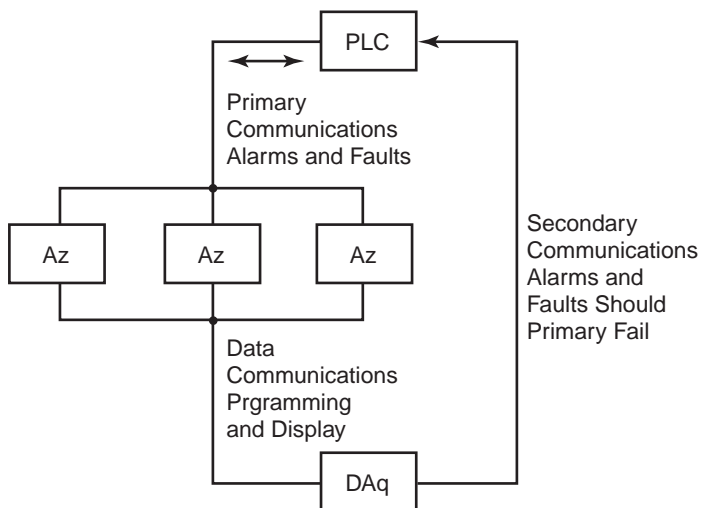 PLC
Primary
Communications
Alarms and Faults
Az
Az
Az
Secondary
Communications
Alarms and
Faults Should
Primary Fail
Data
Communications
Prgramming
and Display
DAq